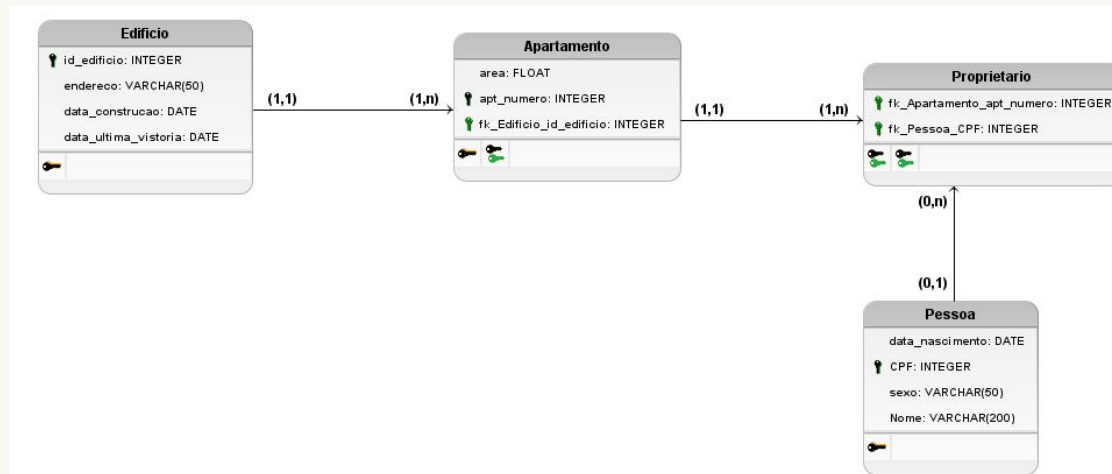 Edificio
id_edificio: INTEGER
endereco: VARCHAR(50)
data_construcao: DATE
data_ultima_vistoria: DATE
(1,1)
(1,n)
Apartamento
area: FLOAT
apt_numero: INTEGER
fk_Edificio_id_edificio: INTEGER
(1,1)
(1,n)
Proprietario
fk_Apartamento_apt_numero: INTEGER
fk_Pessoa_CPF: INTEGER
(0,n)
(0,1)
Pessoa
data_nascimento: DATE
CPF: INTEGER
sexo: VARCHAR(50)
Nome: VARCHAR(200)